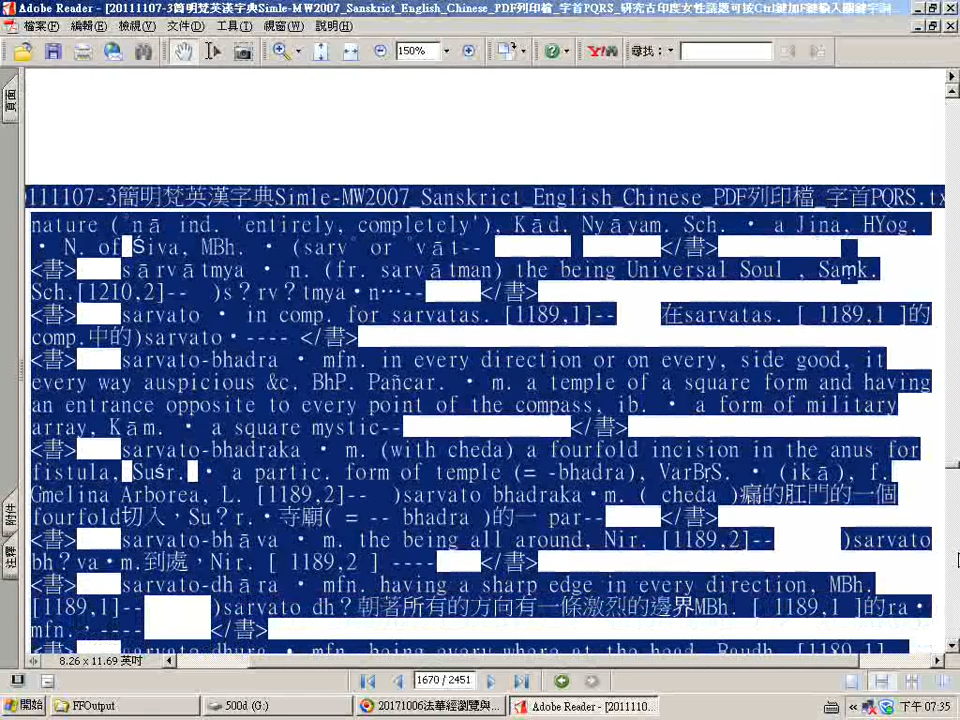 Adobe Reader - [20111107-3簡明梵英漢字典Simle-MW2007_Sanskrict_English_Chinese_PDF列印檔_字首PQRS_研究古印度女性議題可按Ctrl鍵加F鍵輸入關鍵字詞
檔案(F) 編輯(E) 檢視(V) 文件(D) 工具(T) 視窗(W) 說明(H)
150% Y! 尋找:
頁面
附件
注釋
111107-3簡明梵英漢字典Simle-MW2007_Sanskrict_English_Chinese_PDF列印檔_字首PQRS.tx
nature (°nā ind. 'entirely, completely'), Kād. Nyāyam. Sch. • a Jina, HYog.
• N. of Śiva, MBh. • (sarv° or °vāt-- </書>
<書> sārvātmya • n. (fr. sarvātman) the being Universal Soul , Saṃk.
Sch.[1210,2]-- )s?rv?tmya•n…-- </書>
<書> sarvato • in comp. for sarvatas. [1189,1]-- 在sarvatas. [ 1189,1 ]的
comp.中的)sarvato•---- </書>
<書> sarvato-bhadra • mfn. in every direction or on every, side good, it
every way auspicious &c. BhP. Pañcar. • m. a temple of a square form and having
an entrance opposite to every point of the compass, ib. • a form of military
array, Kām. • a square mystic-- </書>
<書> sarvato-bhadraka • m. (with cheda) a fourfold incision in the anus for
fistula, Suśr. • a partic. form of temple (= -bhadra), VarBṛS. • (ikā), f.
Gmelina Arborea, L. [1189,2]-- )sarvato bhadraka•m. ( cheda )瘺的肛門的一個
fourfold切入，Su?r.•寺廟( = -- bhadra )的一 par-- </書>
<書> sarvato-bhāva • m. the being all around, Nir. [1189,2]-- )sarvato
bh?va•m.到處，Nir. [ 1189,2 ] ---- </書>
<書> sarvato-dhāra • mfn. having a sharp edge in every direction, MBh.
[1189,1]-- )sarvato dh?朝著所有的方向有一條激烈的邊界MBh. [ 1189,1 ]的ra•
mfn.，---- </書>
<書> sarvato-dhura • mfn. being every where at the head, Baudh. </書>
8.26 x 11.69 英吋
1670 / 2451
開始 FFOutput 500d (G:) 20171006法華經瀏覽與... Adobe Reader - [2011110... 下午 07:35